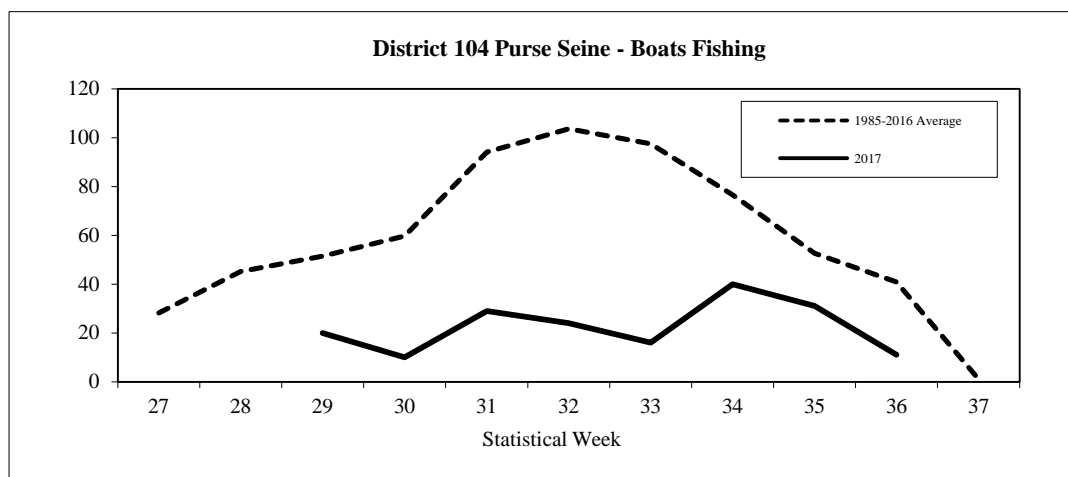 District 104 Purse Seine - Boats Fishing
120
100
80
60
40
20
0
1985-2016 Average
2017
27 28 29 30 31 32 33 34 35 36 37
Statistical Week